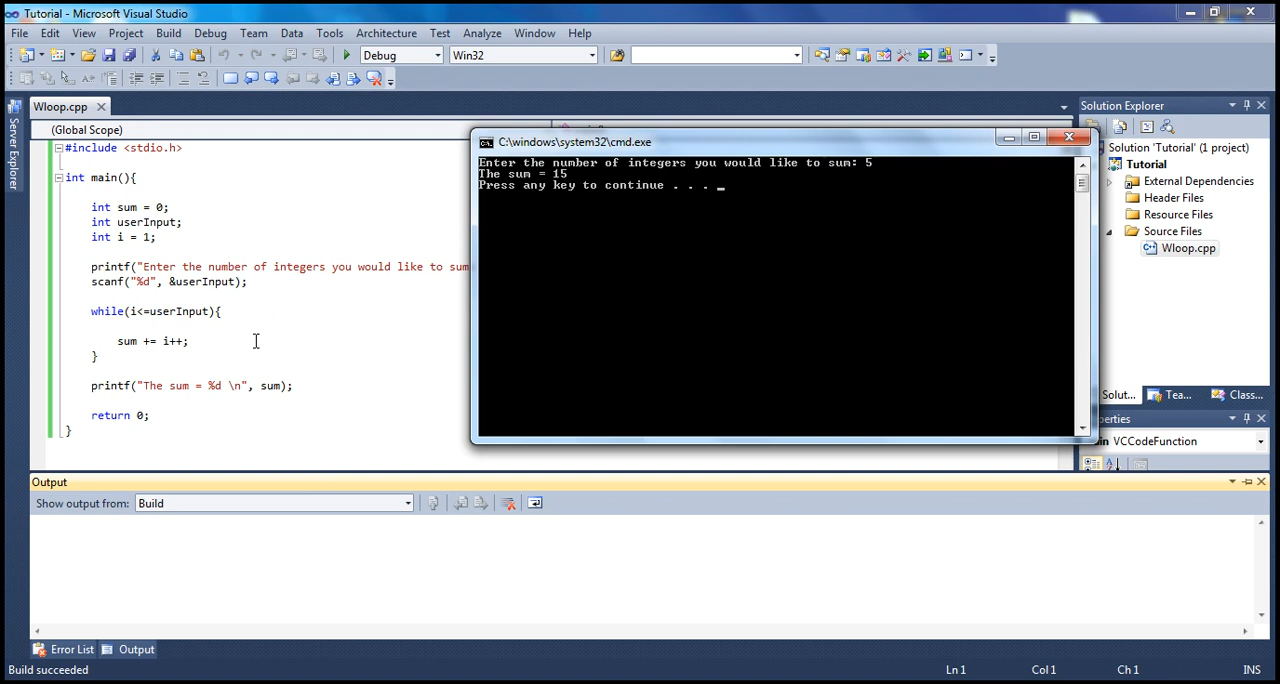 Tutorial - Microsoft Visual Studio
File Edit View Project Build Debug Team Data Tools Architecture Test Analyze Window Help
Debug Win32
Server Explorer
Wloop.cpp
(Global Scope)
#include <stdio.h>
int main(){
int sum = 0;
int userInput;
int i = 1;
printf("Enter the number of integers you would like to sum
scanf("%d", &userInput);
while(i<=userInput){
sum += i++;
}
printf("The sum = %d \n", sum);
return 0;
}
C:\windows\system32\cmd.exe
Enter the number of integers you would like to sum: 5
The sum = 15
Press any key to continue . . . _
Solution Explorer
Solution 'Tutorial' (1 project)
Tutorial
External Dependencies
Header Files
Resource Files
Source Files
Wloop.cpp
Solut... Tea... Class...
operties
in VCCodeFunction
Output
Show output from: Build
Error List Output
Build succeeded Ln 1 Col 1 Ch 1 INS